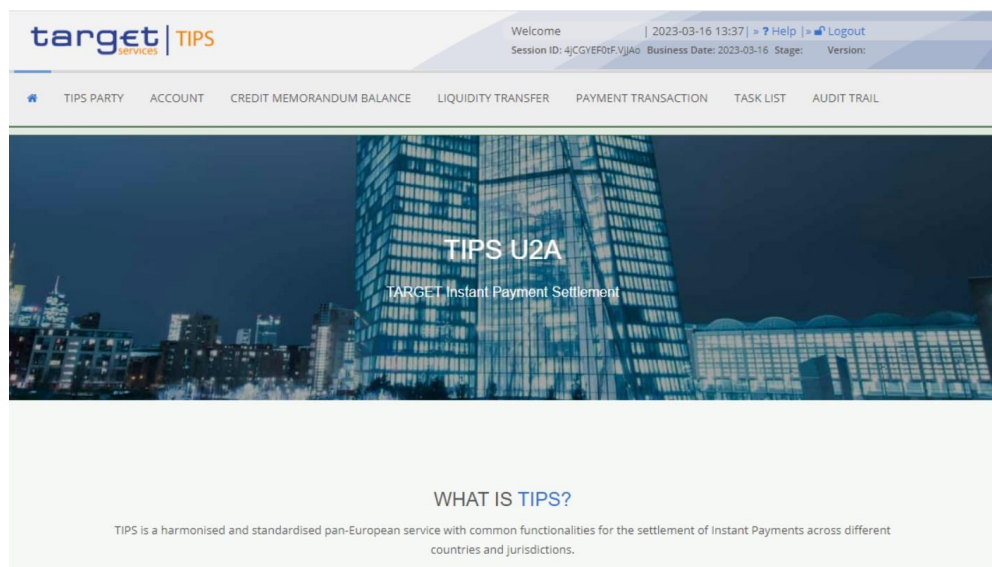 target | TIPS
services
Welcome | 2023-03-16 13:37| » ? Help |» Logout
Session ID: 4jCGYEF0tF.VjJAo Business Date: 2023-03-16 Stage: Version:
TIPS PARTY ACCOUNT CREDIT MEMORANDUM BALANCE LIQUIDITY TRANSFER PAYMENT TRANSACTION TASK LIST AUDIT TRAIL
TIPS U2A
TARGET Instant Payment Settlement
WHAT IS TIPS?
TIPS is a harmonised and standardised pan-European service with common functionalities for the settlement of Instant Payments across different
countries and jurisdictions.